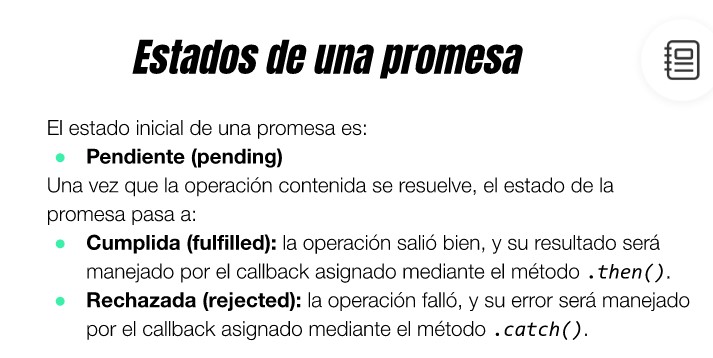 Estados de una promesa
El estado inicial de una promesa es:
● Pendiente (pending)
Una vez que la operación contenida se resuelve, el estado de la
promesa pasa a:
● Cumplida (fulfilled): la operación salió bien, y su resultado será
manejado por el callback asignado mediante el método .then().
● Rechazada (rejected): la operación falló, y su error será manejado
por el callback asignado mediante el método .catch().